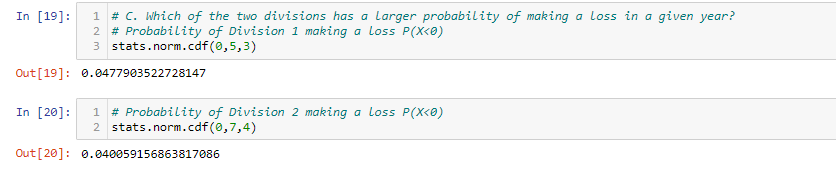 In [19]: 1 # C. Which of the two divisions has a larger probability of making a loss in a given year?
2 # Probability of Division 1 making a loss P(X<0)
3 stats.norm.cdf(0,5,3)
Out[19]: 0.0477903522728147
In [20]: 1 # Probability of Division 2 making a loss P(X<0)
2 stats.norm.cdf(0,7,4)
Out[20]: 0.040059156863817086